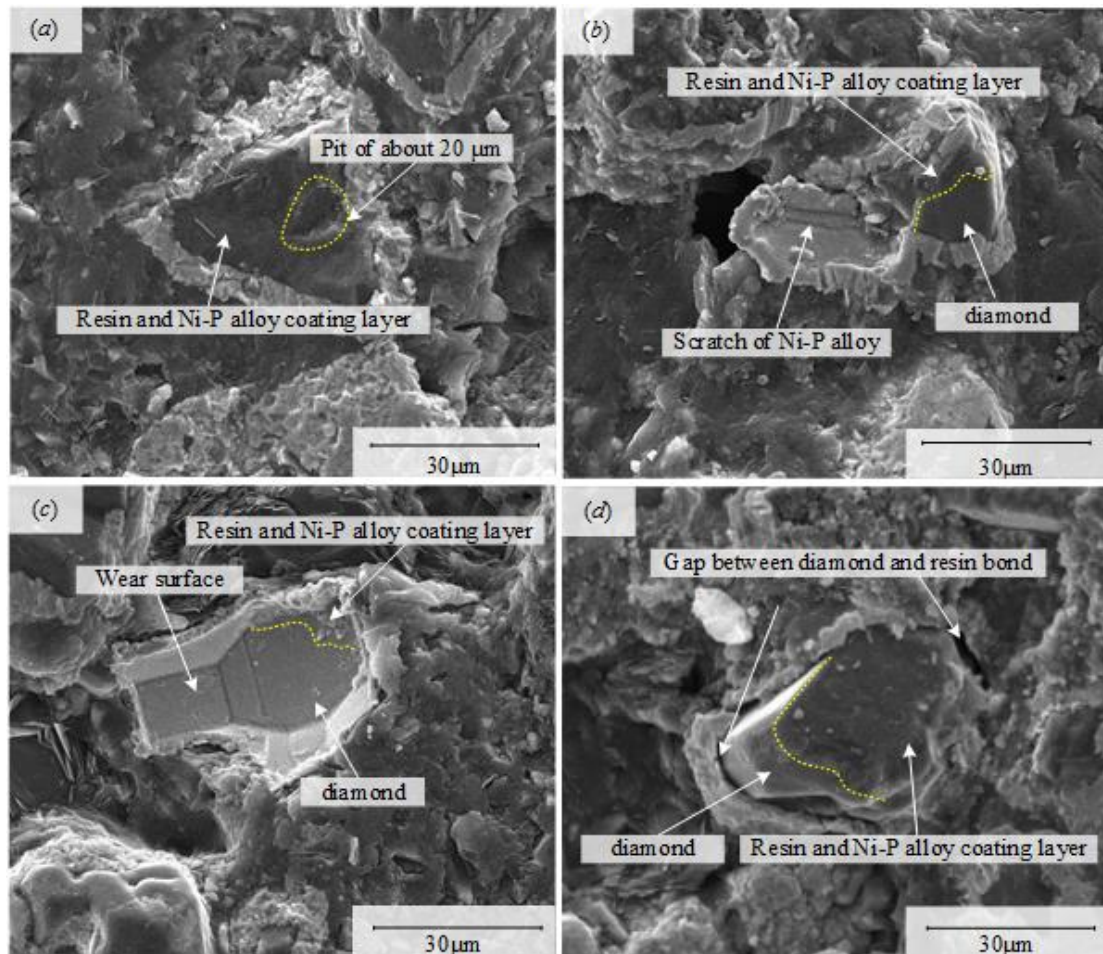 (a)
Pit of about 20 μm
Resin and Ni-P alloy coating layer
30μm
(b)
Resin and Ni-P alloy coating layer
diamond
Scratch of Ni-P alloy
30μm
(c)
Resin and Ni-P alloy coating layer
Wear surface
diamond
30μm
(d)
Gap between diamond and resin bond
diamond
Resin and Ni-P alloy coating layer
30μm